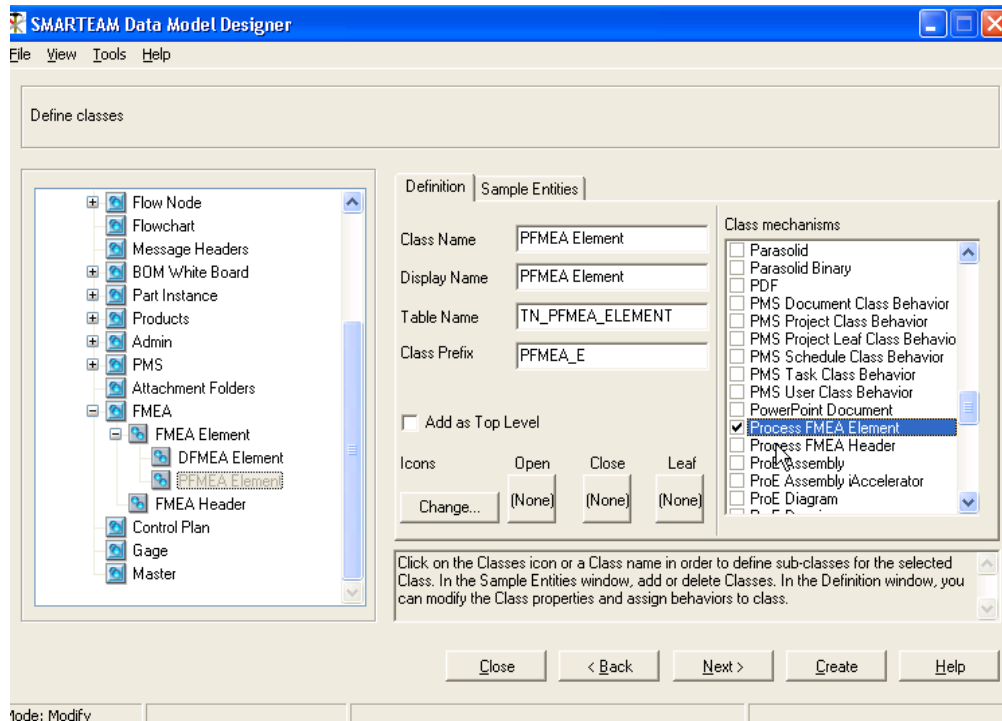 SMARTEAM Data Model Designer
File View Tools Help
Define classes
Flow Node
Flowchart
Message Headers
BOM White Board
Part Instance
Products
Admin
PMS
Attachment Folders
FMEA
FMEA Element
DFMEA Element
PFMEA Element
FMEA Header
Control Plan
Gage
Master
Definition Sample Entities
Class Name PFMEA Element
Display Name PFMEA Element
Table Name TN_PFMEA_ELEMENT
Class Prefix PFMEA_E
Add as Top Level
Icons Open Close Leaf
Change... (None) (None) (None)
Class mechanisms
Parasolid
Parasolid Binary
PDF
PMS Document Class Behavior
PMS Project Class Behavior
PMS Project Leaf Class Behavio
PMS Schedule Class Behavior
PMS Task Class Behavior
PMS User Class Behavior
PowerPoint Document
Process FMEA Element
Process FMEA Header
ProE Assembly
ProE Assembly iAccelerator
ProE Diagram
Click on the Classes icon or a Class name in order to define sub-classes for the selected
Class. In the Sample Entities window, add or delete Classes. In the Definition window, you
can modify the Class properties and assign behaviors to class.
Close < Back Next > Create Help
Mode: Modify